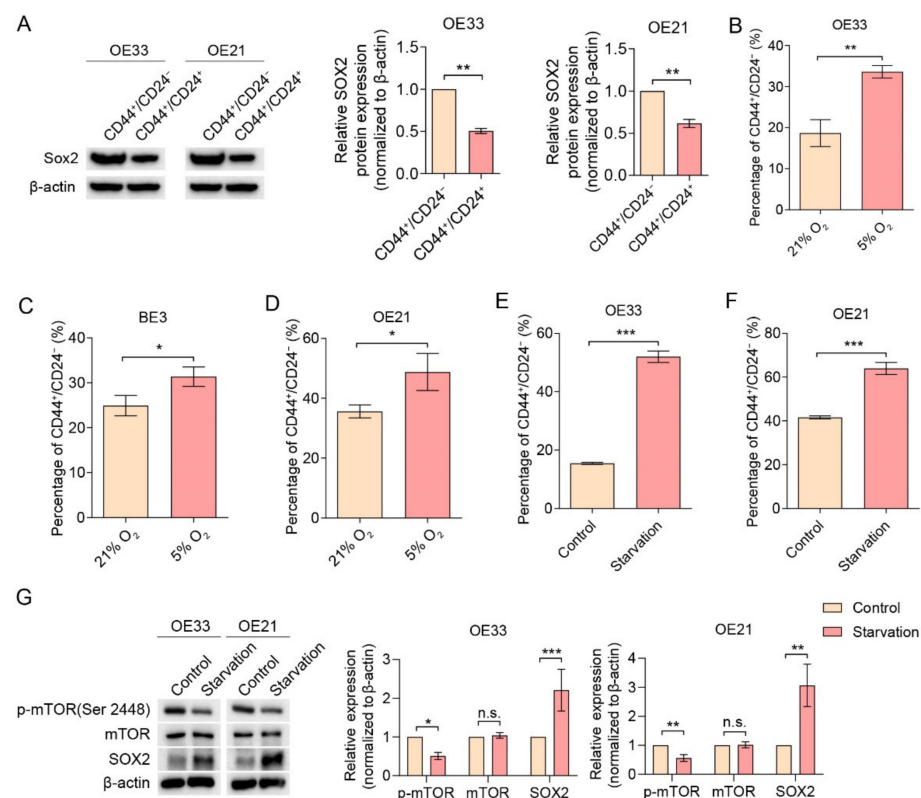 A
OE33
OE21
CD44⁺/CD24⁻
CD44⁺/CD24⁺
CD44⁺/CD24⁻
CD44⁺/CD24⁺
Sox2
β-actin
OE33
Relative SOX2
protein expression
(normalized to β-actin)
1.5
1.0
0.5
0
**
CD44⁺/CD24⁻
CD44⁺/CD24⁺
OE21
Relative SOX2
protein expression
(normalized to β-actin)
1.5
1.0
0.5
0
**
CD44⁺/CD24⁻
CD44⁺/CD24⁺
B
OE33
Percentage of CD44⁺/CD24⁻ (%)
40
30
20
10
0
**
21% O₂
5% O₂
C
BE3
Percentage of CD44⁺/CD24⁻ (%)
40
30
20
10
0
*
21% O₂
5% O₂
D
OE21
Percentage of CD44⁺/CD24⁻ (%)
60
40
20
0
*
21% O₂
5% O₂
E
OE33
Percentage of CD44⁺/CD24⁻ (%)
60
40
20
0
***
Control
Starvation
F
OE21
Percentage of CD44⁺/CD24⁻ (%)
80
60
40
20
0
***
Control
Starvation
G
OE33
OE21
Control
Starvation
Control
Starvation
p-mTOR(Ser 2448)
mTOR
SOX2
β-actin
OE33
Relative expression
(normalized to β-actin)
3
2
1
0
*
n.s.
***
p-mTOR
mTOR
SOX2
OE21
Relative expression
(normalized to β-actin)
4
3
2
1
0
**
n.s.
**
p-mTOR
mTOR
SOX2
Control
Starvation